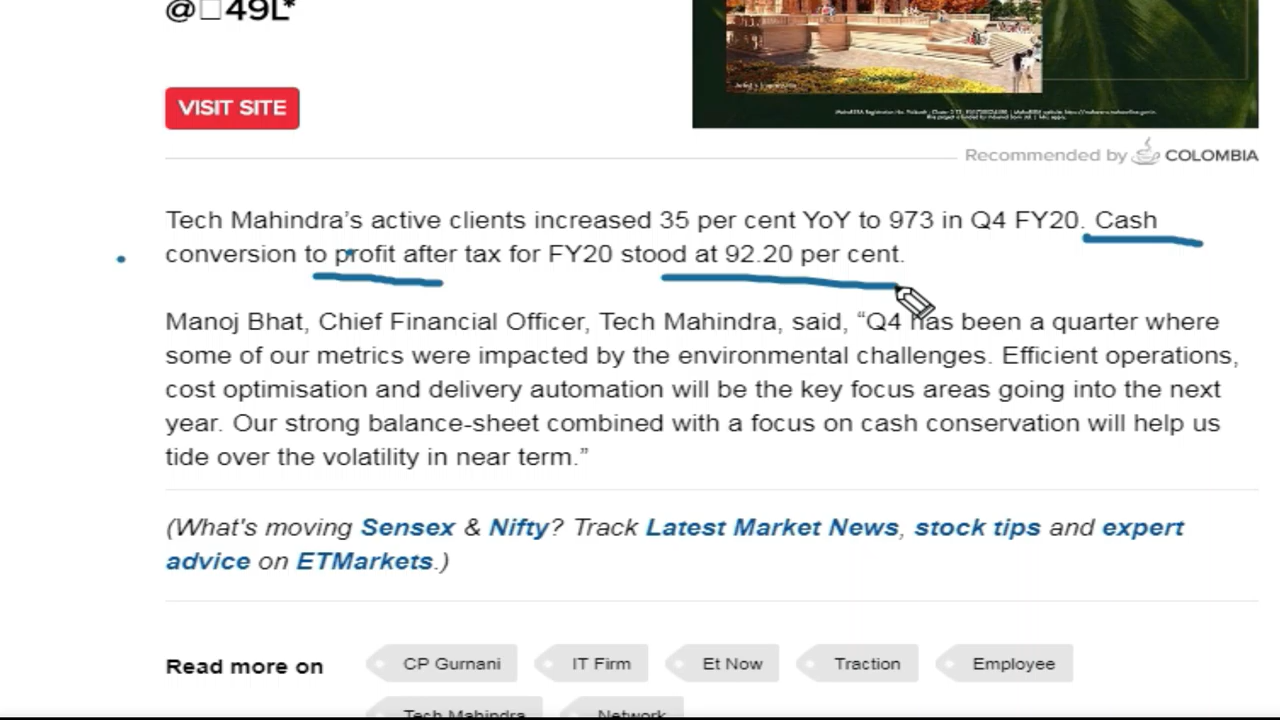 @□49L*
VISIT SITE
Recommended by COLOMBIA
Tech Mahindra’s active clients increased 35 per cent YoY to 973 in Q4 FY20. Cash
conversion to profit after tax for FY20 stood at 92.20 per cent.
Manoj Bhat, Chief Financial Officer, Tech Mahindra, said, “Q4 has been a quarter where
some of our metrics were impacted by the environmental challenges. Efficient operations,
cost optimisation and delivery automation will be the key focus areas going into the next
year. Our strong balance-sheet combined with a focus on cash conservation will help us
tide over the volatility in near term.”
(What's moving Sensex & Nifty? Track Latest Market News, stock tips and expert
advice on ETMarkets.)
Read more on CP Gurnani IT Firm Et Now Traction Employee
Tech Mahindra Network